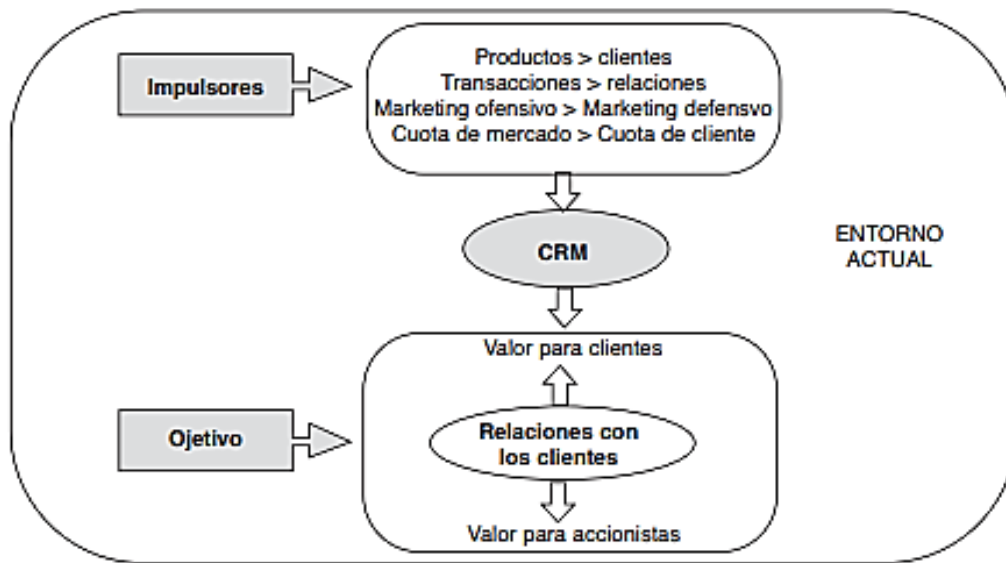 Impulsores
Productos > clientes
Transacciones > relaciones
Marketing ofensivo > Marketing defensvo
Cuota de mercado > Cuota de cliente
CRM
ENTORNO
ACTUAL
Valor para clientes
Ojetivo
Relaciones con
los clientes
Valor para accionistas